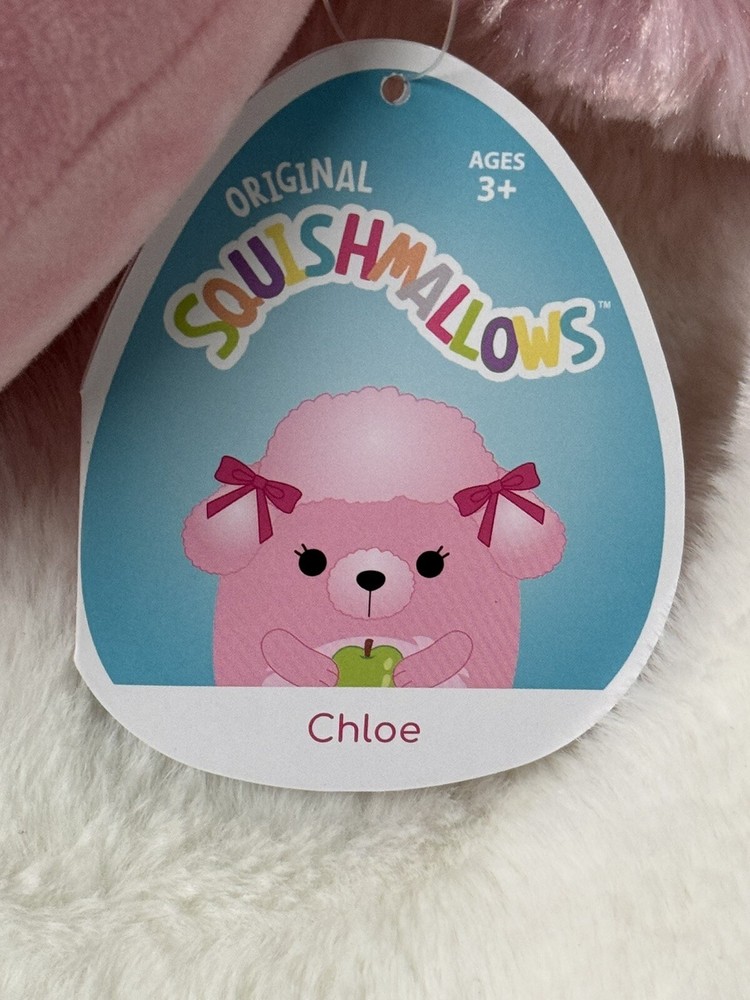 ORIGINAL
AGES
3+
SQUISHMALLOWS™
Chloe